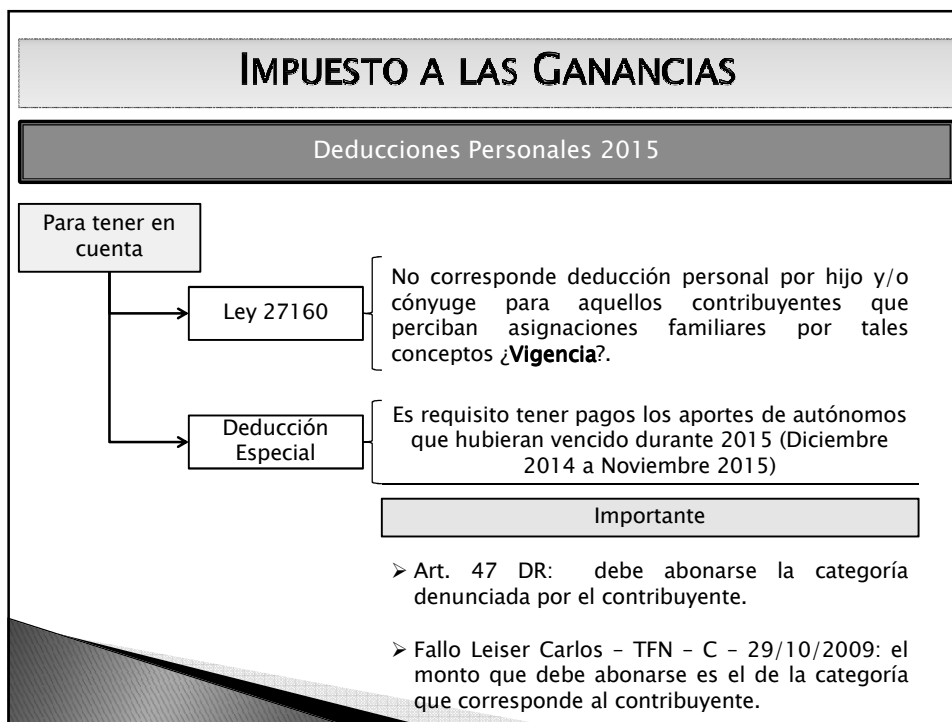 IMPUESTO A LAS GANANCIAS
Deducciones Personales 2015
Para tener en
cuenta
Ley 27160
No corresponde deducción personal por hijo y/o
cónyuge para aquellos contribuyentes que
perciban asignaciones familiares por tales
conceptos ¿Vigencia?.
Deducción
Especial
Es requisito tener pagos los aportes de autónomos
que hubieran vencido durante 2015 (Diciembre
2014 a Noviembre 2015)
Importante
➢ Art. 47 DR: debe abonarse la categoría
denunciada por el contribuyente.
➢ Fallo Leiser Carlos – TFN – C – 29/10/2009: el
monto que debe abonarse es el de la categoría
que corresponde al contribuyente.